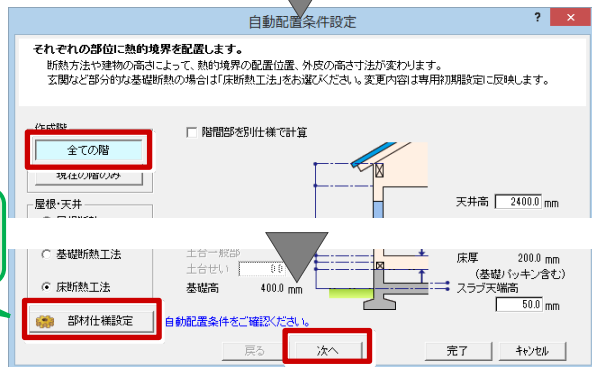 自動配置条件設定
? ×
それぞれの部位に熱的境界を配置します。
断熱方法や建物の高さによって、熱的境界の配置位置、外皮の高さ寸法が変わります。
玄関など部分的な基礎断熱の場合は「床断熱工法」をお選びください。変更内容は専用初期設定に反映します。
作成階
全ての階
現在の階のみ
階間部を別仕様で計算
屋根・天井
天井高 2400.0 mm
基礎断熱工法
床断熱工法
土台一般部
土台せい 0.0
基礎高 400.0 mm
床厚 200.0 mm
(基礎パッキン含む)
スラブ天端高
50.0 mm
部材仕様設定
自動配置条件をご確認ください。
戻る
次へ
完了
キャンセル